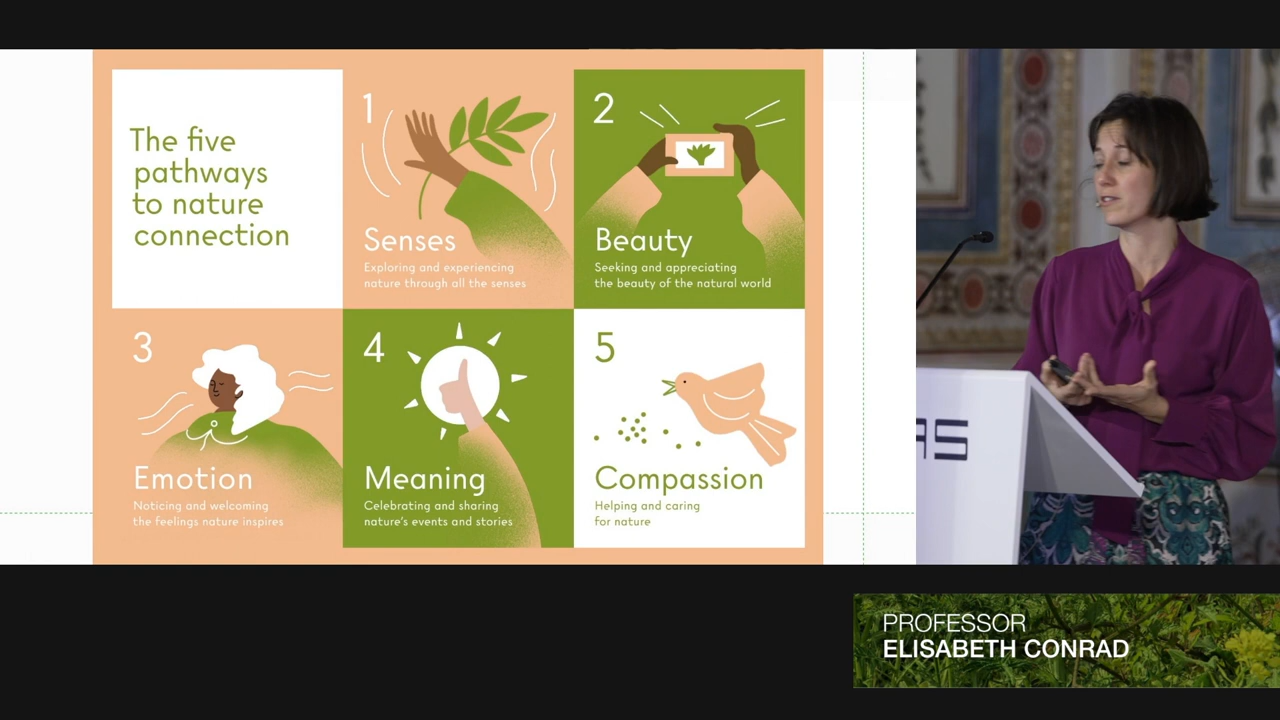 The five
pathways
to nature
connection
1
Senses
Exploring and experiencing
nature through all the senses
2
Beauty
Seeking and appreciating
the beauty of the natural world
3
Emotion
Noticing and welcoming
the feelings nature inspires
4
Meaning
Celebrating and sharing
nature's events and stories
5
Compassion
Helping and caring
for nature
AS
PROFESSOR
ELISABETH CONRAD